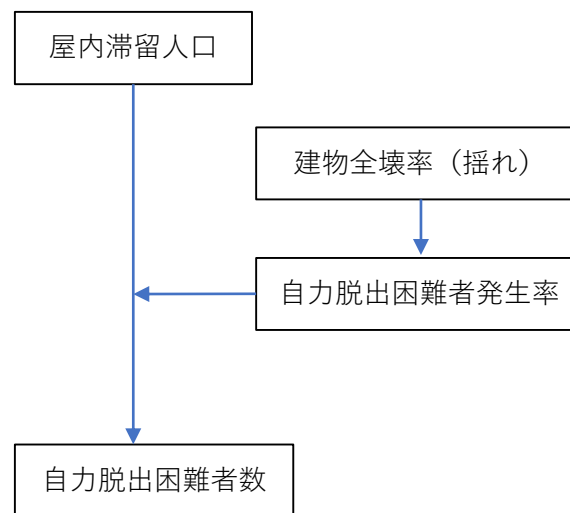 屋内滞留人口
建物全壊率（揺れ）
自力脱出困難者発生率
自力脱出困難者数